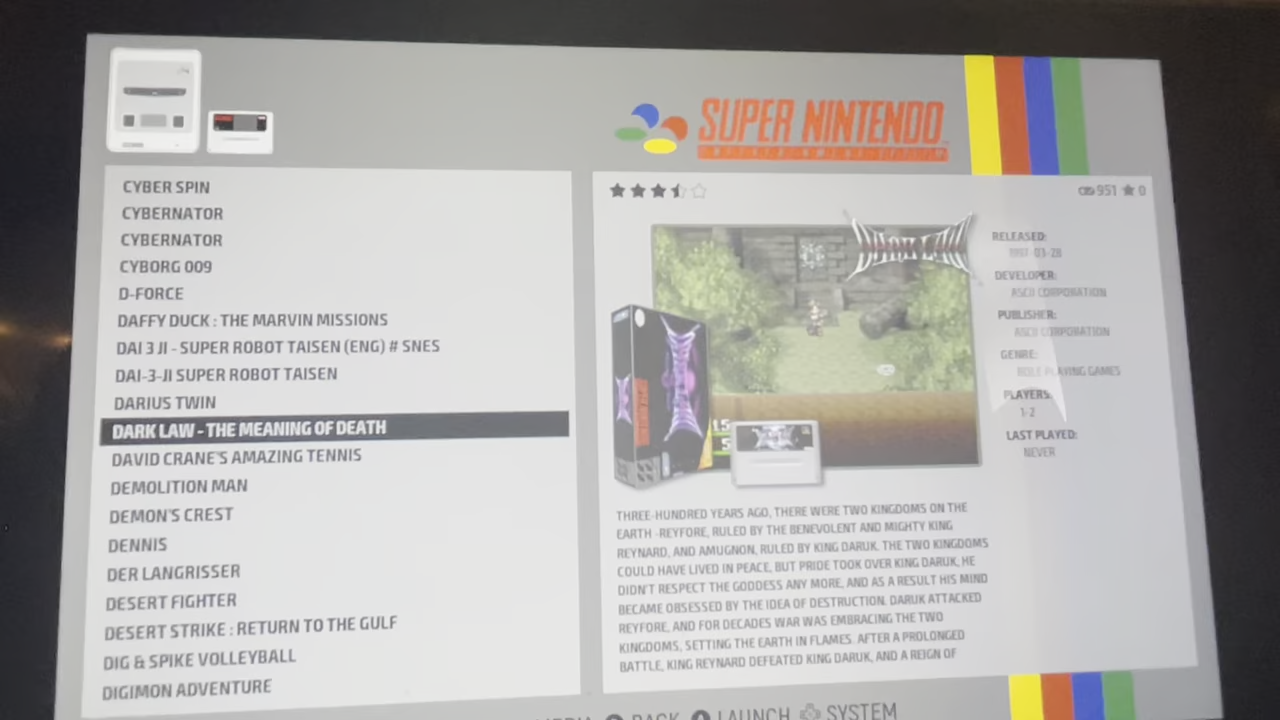 SUPER NINTENDO
CYBER SPIN
CYBERNATOR
CYBERNATOR
CYBORG 009
D-FORCE
DAFFY DUCK : THE MARVIN MISSIONS
DAI 3 JI - SUPER ROBOT TAISEN (ENG) # SNES
DAI-3-JI SUPER ROBOT TAISEN
DARIUS TWIN
DARK LAW - THE MEANING OF DEATH
DAVID CRANE'S AMAZING TENNIS
DEMOLITION MAN
DEMON'S CREST
DENNIS
DER LANGRISSER
DESERT FIGHTER
DESERT STRIKE : RETURN TO THE GULF
DIG & SPIKE VOLLEYBALL
DIGIMON ADVENTURE
951 0
DARK LAW
RELEASED:
1997-03-28
DEVELOPER:
ASCII CORPORATION
PUBLISHER:
ASCII CORPORATION
GENRE:
ROLE PLAYING GAMES
PLAYERS:
1-2
LAST PLAYED:
NEVER
THREE-HUNDRED YEARS AGO, THERE WERE TWO KINGDOMS ON THE
EARTH -REYFORE, RULED BY THE BENEVOLENT AND MIGHTY KING
REYNARD, AND AMUGNON, RULED BY KING DARUK. THE TWO KINGDOMS
COULD HAVE LIVED IN PEACE, BUT PRIDE TOOK OVER KING DARUK, HE
DIDN'T RESPECT THE GODDESS ANY MORE, AND AS A RESULT HIS MIND
BECAME OBSESSED BY THE IDEA OF DESTRUCTION. DARUK ATTACKED
REYFORE, AND FOR DECADES WAR WAS EMBRACING THE TWO
KINGDOMS, SETTING THE EARTH IN FLAMES. AFTER A PROLONGED
BATTLE, KING REYNARD DEFEATED KING DARUK, AND A REIGN OF
BACK LAUNCH SYSTEM